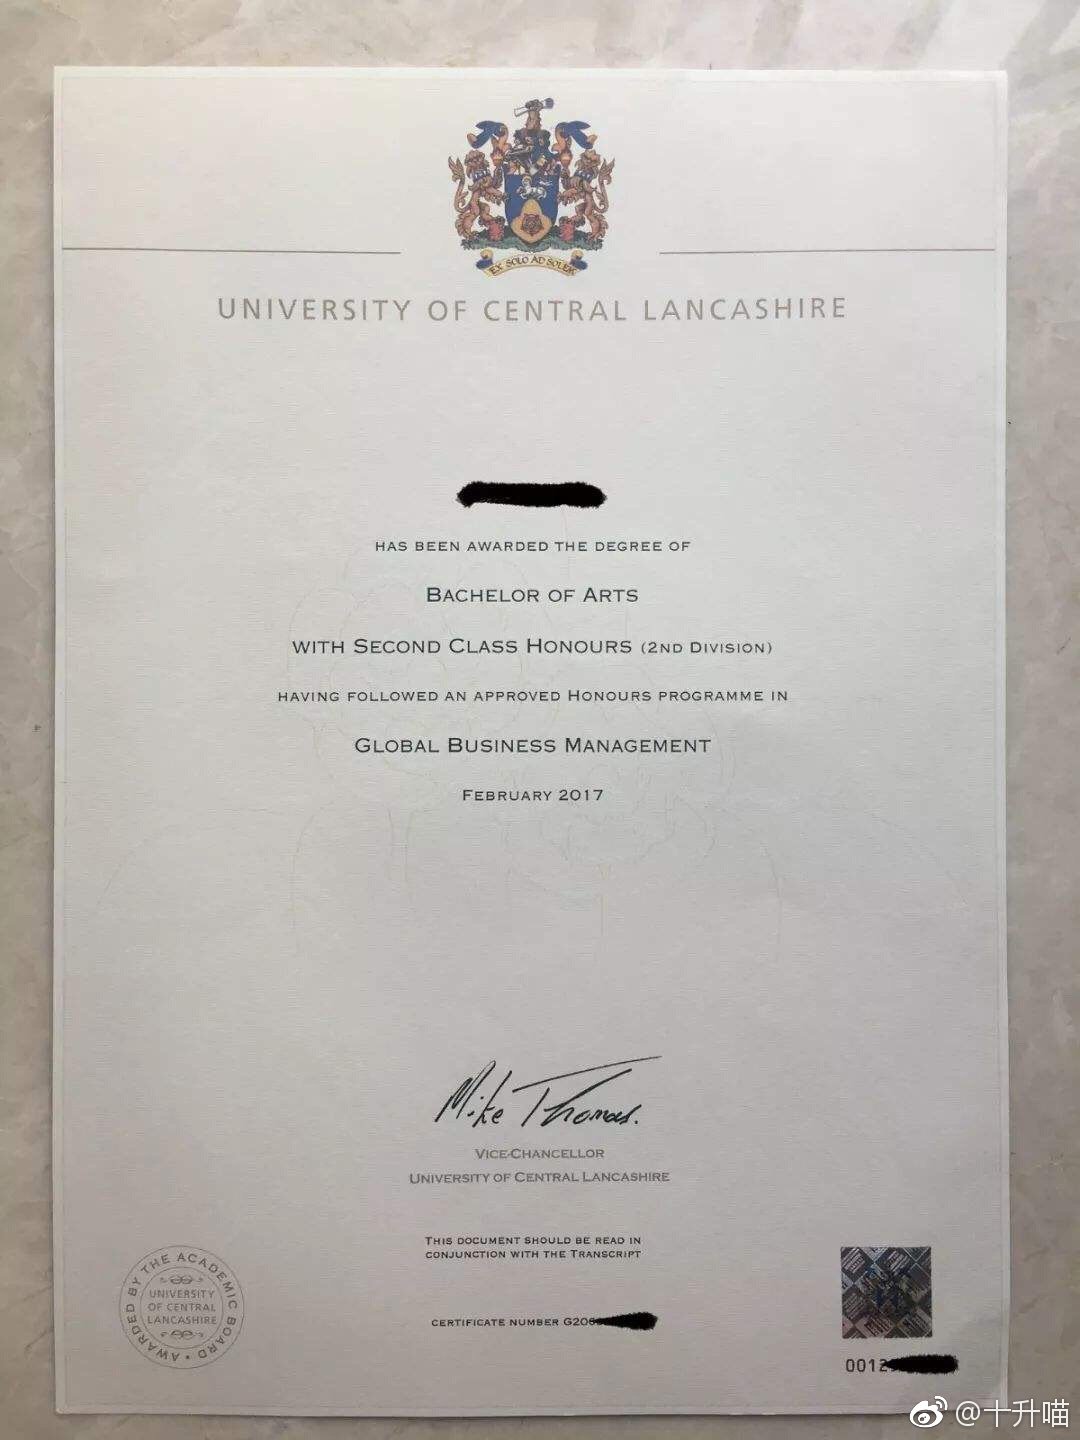 EX SOLO AD SOLEM
UNIVERSITY OF CENTRAL LANCASHIRE
HAS BEEN AWARDED THE DEGREE OF
BACHELOR OF ARTS
WITH SECOND CLASS HONOURS (2ND DIVISION)
HAVING FOLLOWED AN APPROVED HONOURS PROGRAMME IN
GLOBAL BUSINESS MANAGEMENT
FEBRUARY 2017
Mike Thomas.
VICE-CHANCELLOR
UNIVERSITY OF CENTRAL LANCASHIRE
THIS DOCUMENT SHOULD BE READ IN
CONJUNCTION WITH THE TRANSCRIPT
AWARDED BY THE ACADEMIC BOARD
UNIVERSITY
OF CENTRAL
LANCASHIRE
CERTIFICATE NUMBER G20
0012
@十升喵